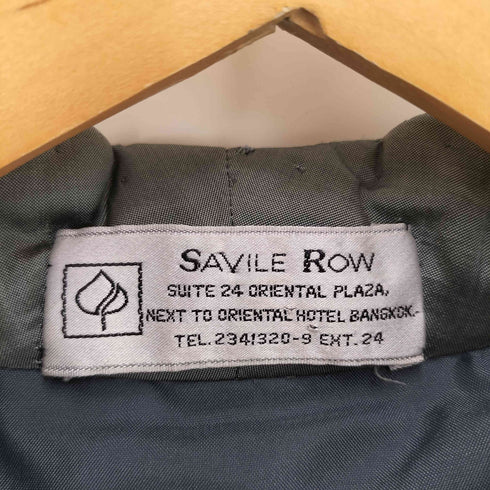 SAVILE ROW
SUITE 24 ORIENTAL PLAZA,
NEXT TO ORIENTAL HOTEL BANGKOK.
TEL.2341320-9 EXT.24